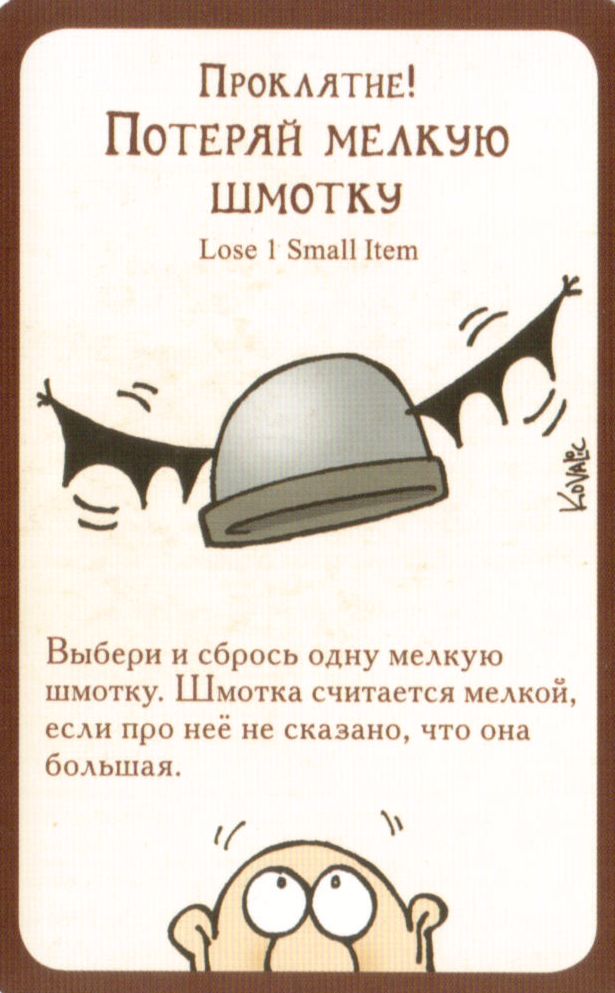 Проклятие!
Потеряй мелкую
шмотку
Lose 1 Small Item
Kovalic
Выбери и сбрось одну мелкую
шмотку. Шмотка считается мелкой,
если про неё не сказано, что она
большая.